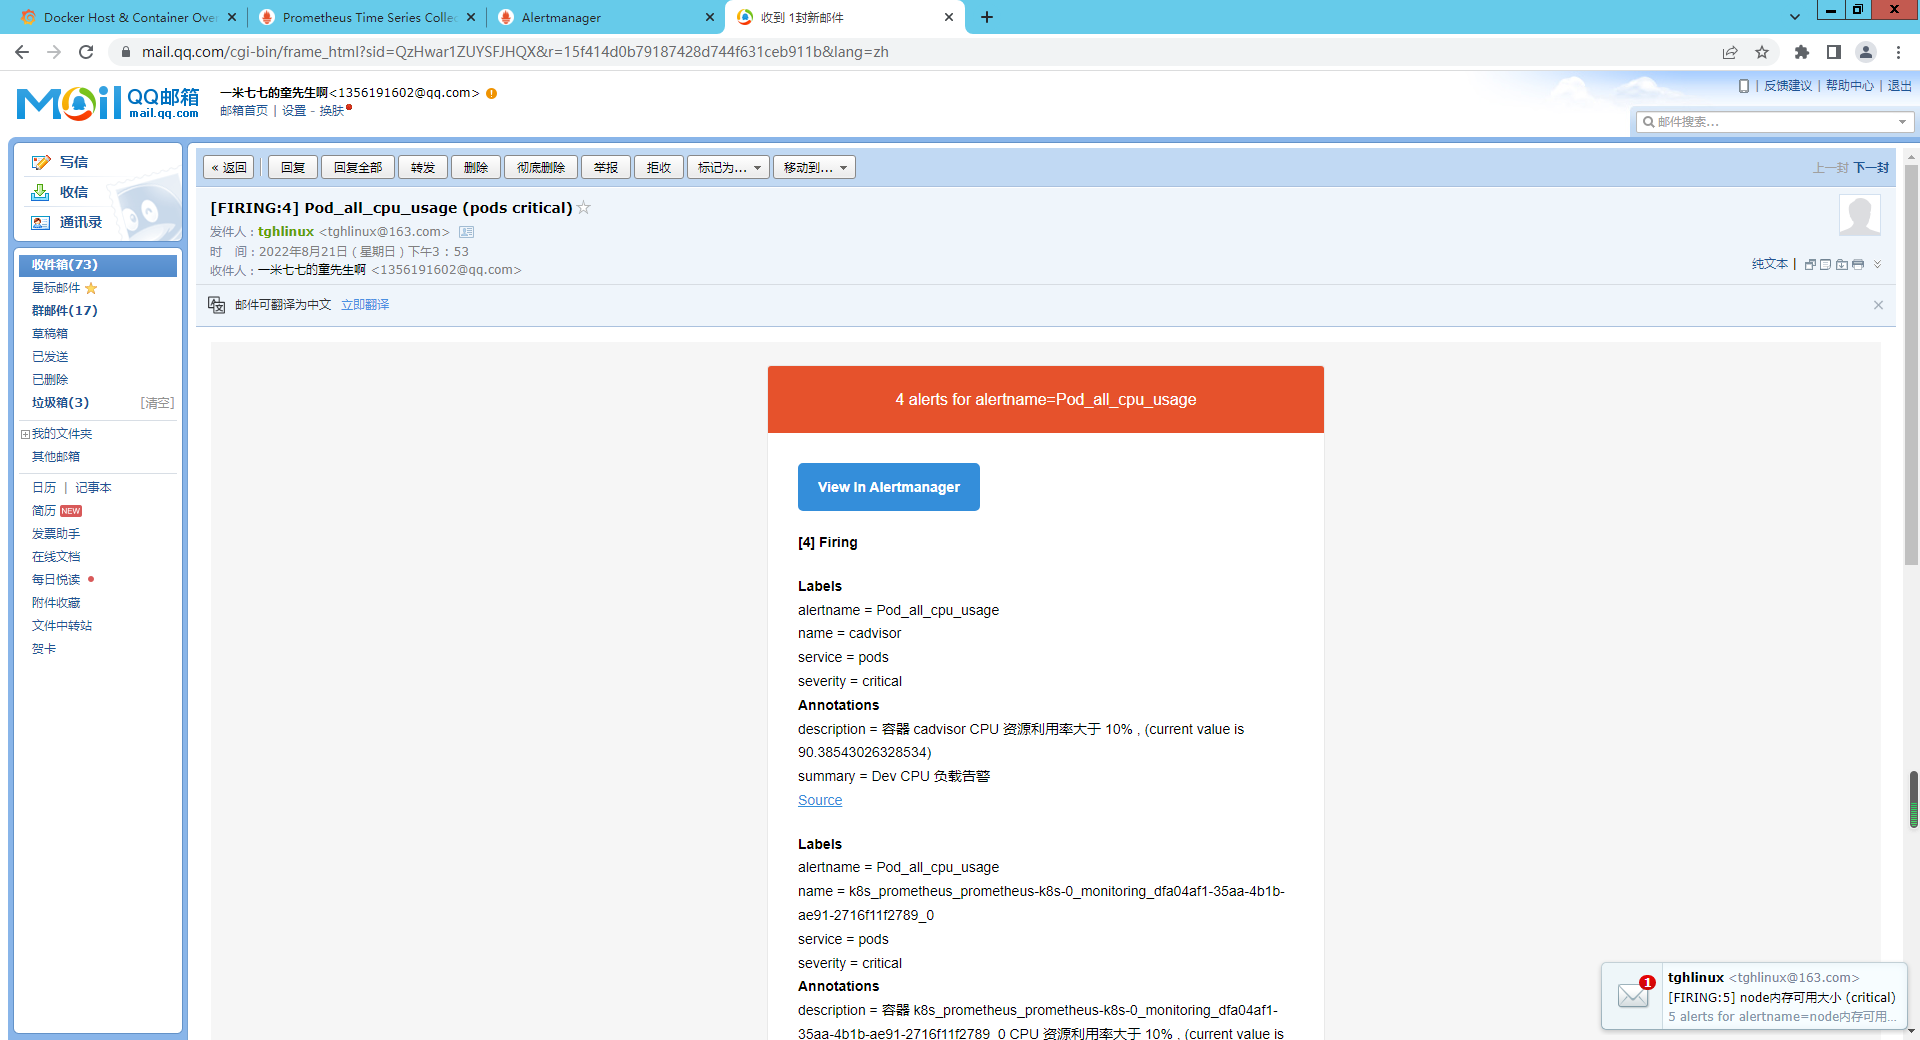 Docker Host & Container Over
Prometheus Time Series Collec
Alertmanager
收到 1封新邮件
mail.qq.com/cgi-bin/frame_html?sid=QzHwar1ZUYSFJHQX&r=15f414d0b79187428d744f631ceb911b&lang=zh
Mail QQ邮箱
mail.qq.com
一米七七的童先生啊<1356191602@qq.com>
邮箱首页 | 设置 - 换肤
| 反馈建议 | 帮助中心 | 退出
邮件搜索...
写信
收信
通讯录
收件箱(73)
星标邮件
群邮件(17)
草稿箱
已发送
已删除
垃圾箱(3) [清空]
我的文件夹
其他邮箱
日历 | 记事本
简历 NEW
发票助手
在线文档
每日悦读
附件收藏
文件中转站
贺卡
« 返回 回复 回复全部 转发 删除 彻底删除 举报 拒收 标记为... 移动到...
上一封 下一封
[FIRING:4] Pod_all_cpu_usage (pods critical)
发件人：tghlinux <tghlinux@163.com>
时 间：2022年8月21日 ( 星期日 ) 下午3：53
收件人：一米七七的童先生啊 <1356191602@qq.com>
纯文本 |
邮件可翻译为中文 立即翻译
4 alerts for alertname=Pod_all_cpu_usage
View In Alertmanager
[4] Firing
Labels
alertname = Pod_all_cpu_usage
name = cadvisor
service = pods
severity = critical
Annotations
description = 容器 cadvisor CPU 资源利用率大于 10% , (current value is
90.38543026328534)
summary = Dev CPU 负载告警
Source
Labels
alertname = Pod_all_cpu_usage
name = k8s_prometheus_prometheus-k8s-0_monitoring_dfa04af1-35aa-4b1b-
ae91-2716f11f2789_0
service = pods
severity = critical
Annotations
description = 容器 k8s_prometheus_prometheus-k8s-0_monitoring_dfa04af1-
35aa-4b1b-ae91-2716f11f2789_0 CPU 资源利用率大于 10% , (current value is
1
tghlinux <tghlinux@163.com>
[FIRING:5] node内存可用大小 (critical)
5 alerts for alertname=node内存可用...